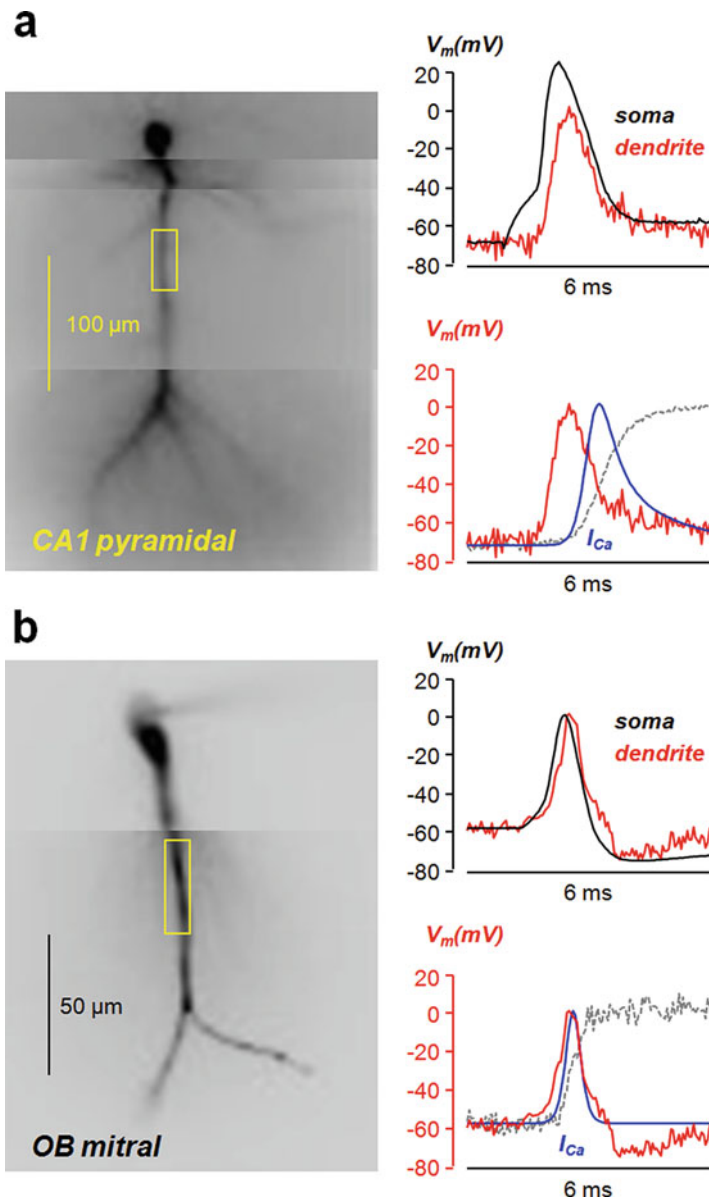 a
100 µm
CA1 pyramidal
Vm(mV)
20
0
-20
-40
-60
-80
soma
dendrite
6 ms
Vm(mV)
20
0
-20
-40
-60
-80
ICa
6 ms
b
50 µm
OB mitral
Vm(mV)
20
0
-20
-40
-60
-80
soma
dendrite
6 ms
Vm(mV)
20
0
-20
-40
-60
-80
ICa
6 ms